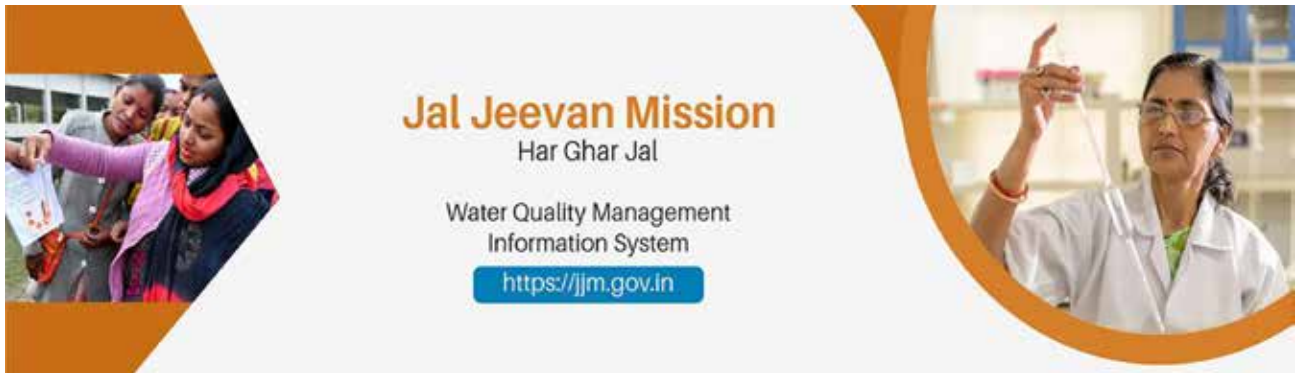 Jal Jeevan Mission
Har Ghar Jal
Water Quality Management
Information System
https://jjm.gov.in